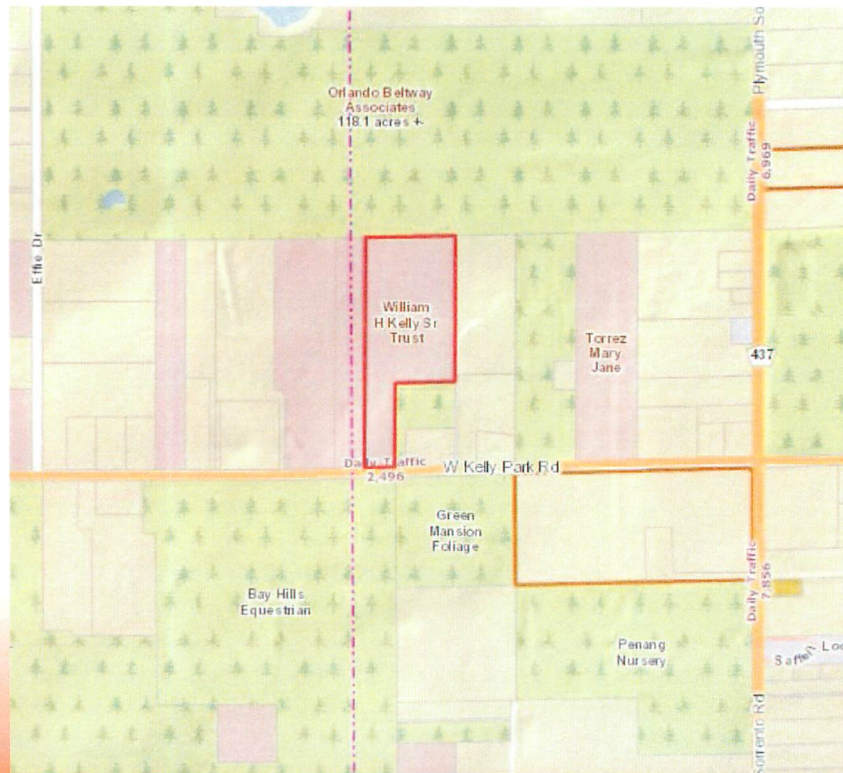 Plymouth So
Orlando Beltway
Associates
118.1 acres +-
Daily Traffic
6,969
Effie Dr
William
H Kelly Sr
Trust
Torrez
Mary
Jane
437
Daily Traffic
2,496
W Kelly Park Rd
Green
Mansion
Foliage
Daily Traffic
7,856
Bay Hills
Equestrian
Penang
Nursery
Loo
Sorrento Rd